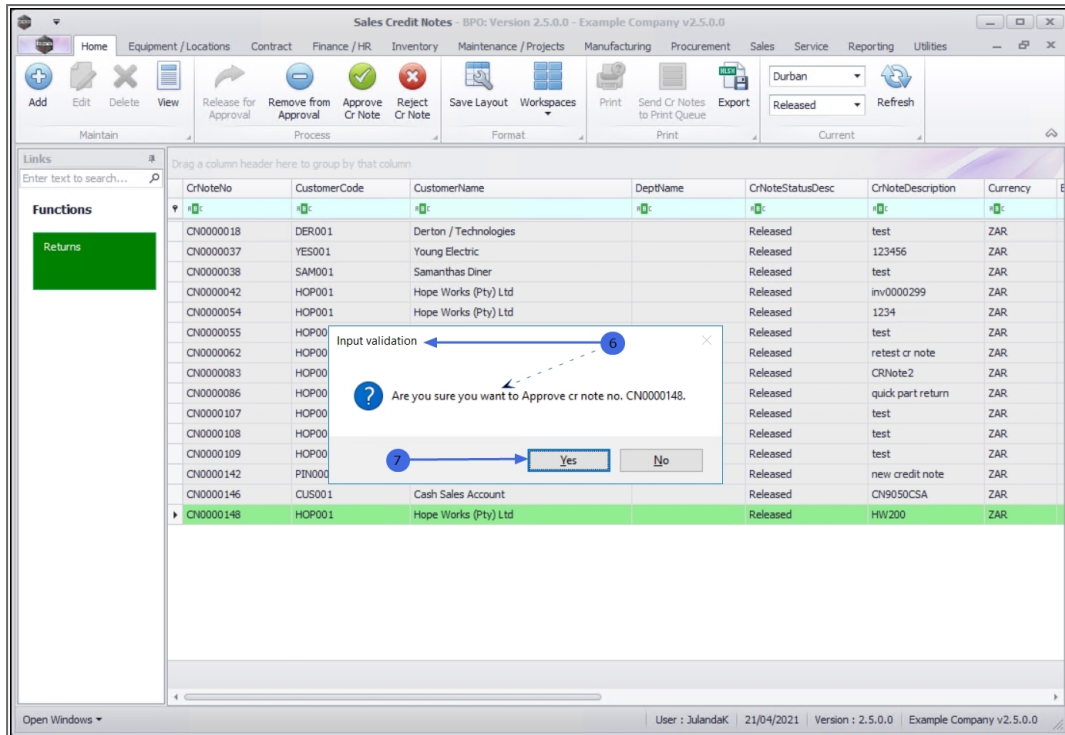 Sales Credit Notes - BPO: Version 2.5.0.0 - Example Company v2.5.0.0
Home Equipment / Locations Contract Finance / HR Inventory Maintenance / Projects Manufacturing Procurement Sales Service Reporting Utilities
Add Edit Delete View Release for Approval Remove from Approval Approve Cr Note Reject Cr Note Save Layout Workspaces Print Send Cr Notes to Print Queue Export Durban Released Refresh
Maintain Process Format Print Current
Links
Enter text to search...
Functions
Returns
Drag a column header here to group by that column
CrNoteNo CustomerCode CustomerName DeptName CrNoteStatusDesc CrNoteDescription Currency E
CN0000018 DER001 Derton / Technologies Released test ZAR
CN0000037 YES001 Young Electric Released 123456 ZAR
CN0000038 SAM001 Samanthas Diner Released test ZAR
CN0000042 HOP001 Hope Works (Pty) Ltd Released inv0000299 ZAR
CN0000054 HOP001 Hope Works (Pty) Ltd Released 1234 ZAR
CN0000055 HOP00 Released test ZAR
CN0000062 HOP00 Released retest cr note ZAR
CN0000083 HOP00 Released CRNote2 ZAR
CN0000086 HOP00 Released quick part return ZAR
CN0000107 HOP00 Released test ZAR
CN0000108 HOP00 Released test ZAR
CN0000109 HOP00 Released test ZAR
CN0000142 PIN000 Released new credit note ZAR
CN0000146 CUS001 Cash Sales Account Released CN9050CSA ZAR
CN0000148 HOP001 Hope Works (Pty) Ltd Released HW200 ZAR
Input validation 6
? Are you sure you want to Approve cr note no. CN0000148.
7 Yes No
Open Windows User : JulandaK 21/04/2021 Version : 2.5.0.0 Example Company v2.5.0.0